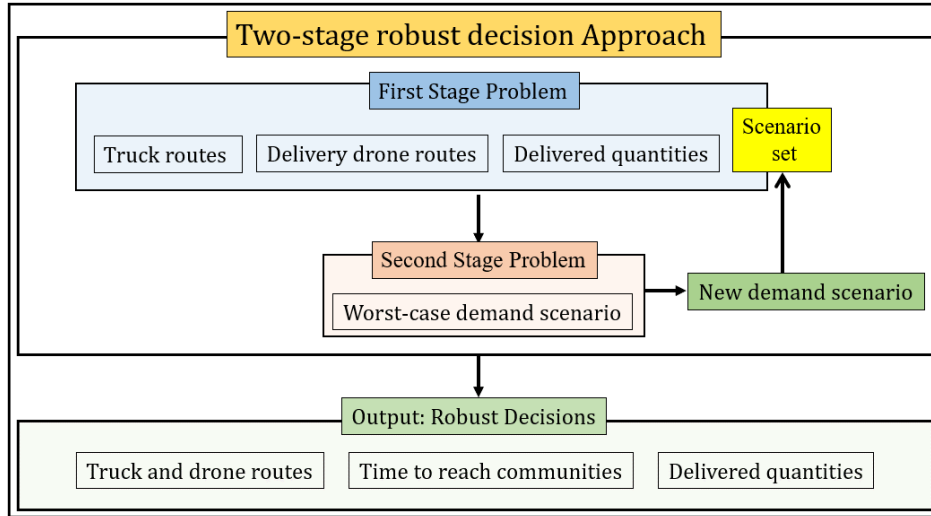 Two-stage robust decision Approach
First Stage Problem
Truck routes
Delivery drone routes
Delivered quantities
Scenario
set
Second Stage Problem
Worst-case demand scenario
New demand scenario
Output: Robust Decisions
Truck and drone routes
Time to reach communities
Delivered quantities